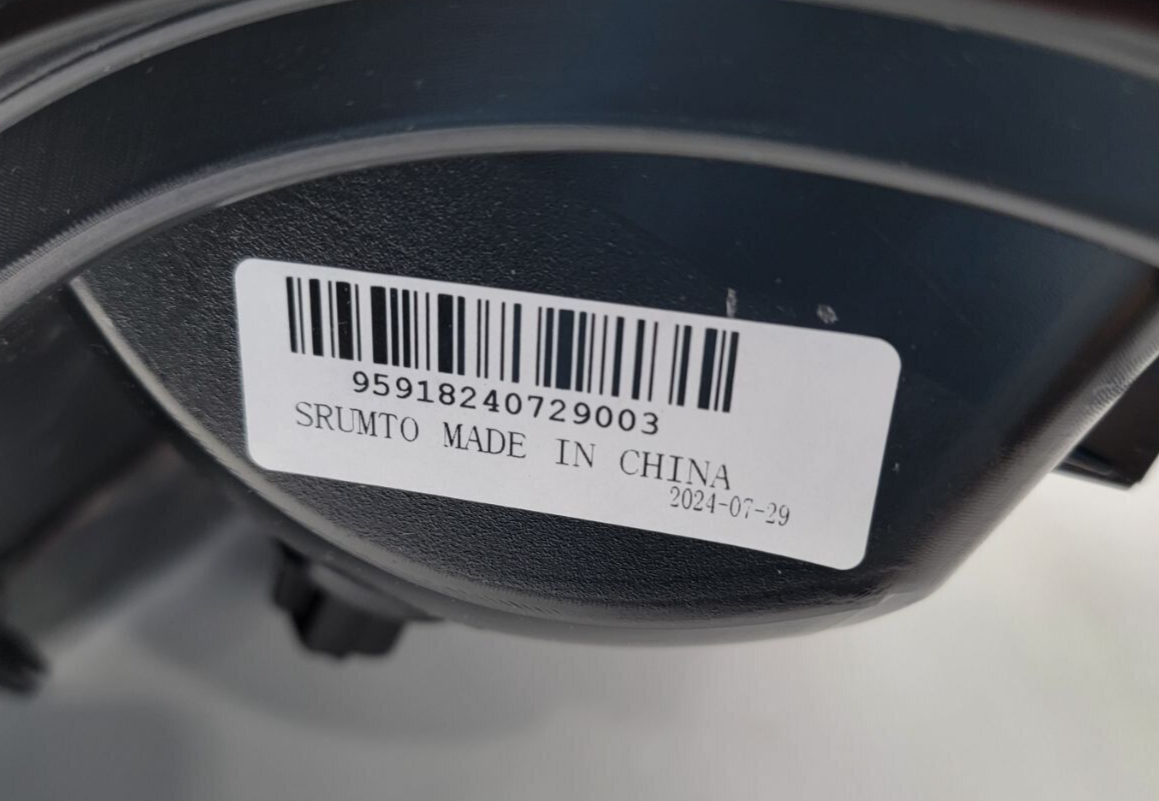 95918240729003
SRUMTO MADE IN CHINA
2024-07-29